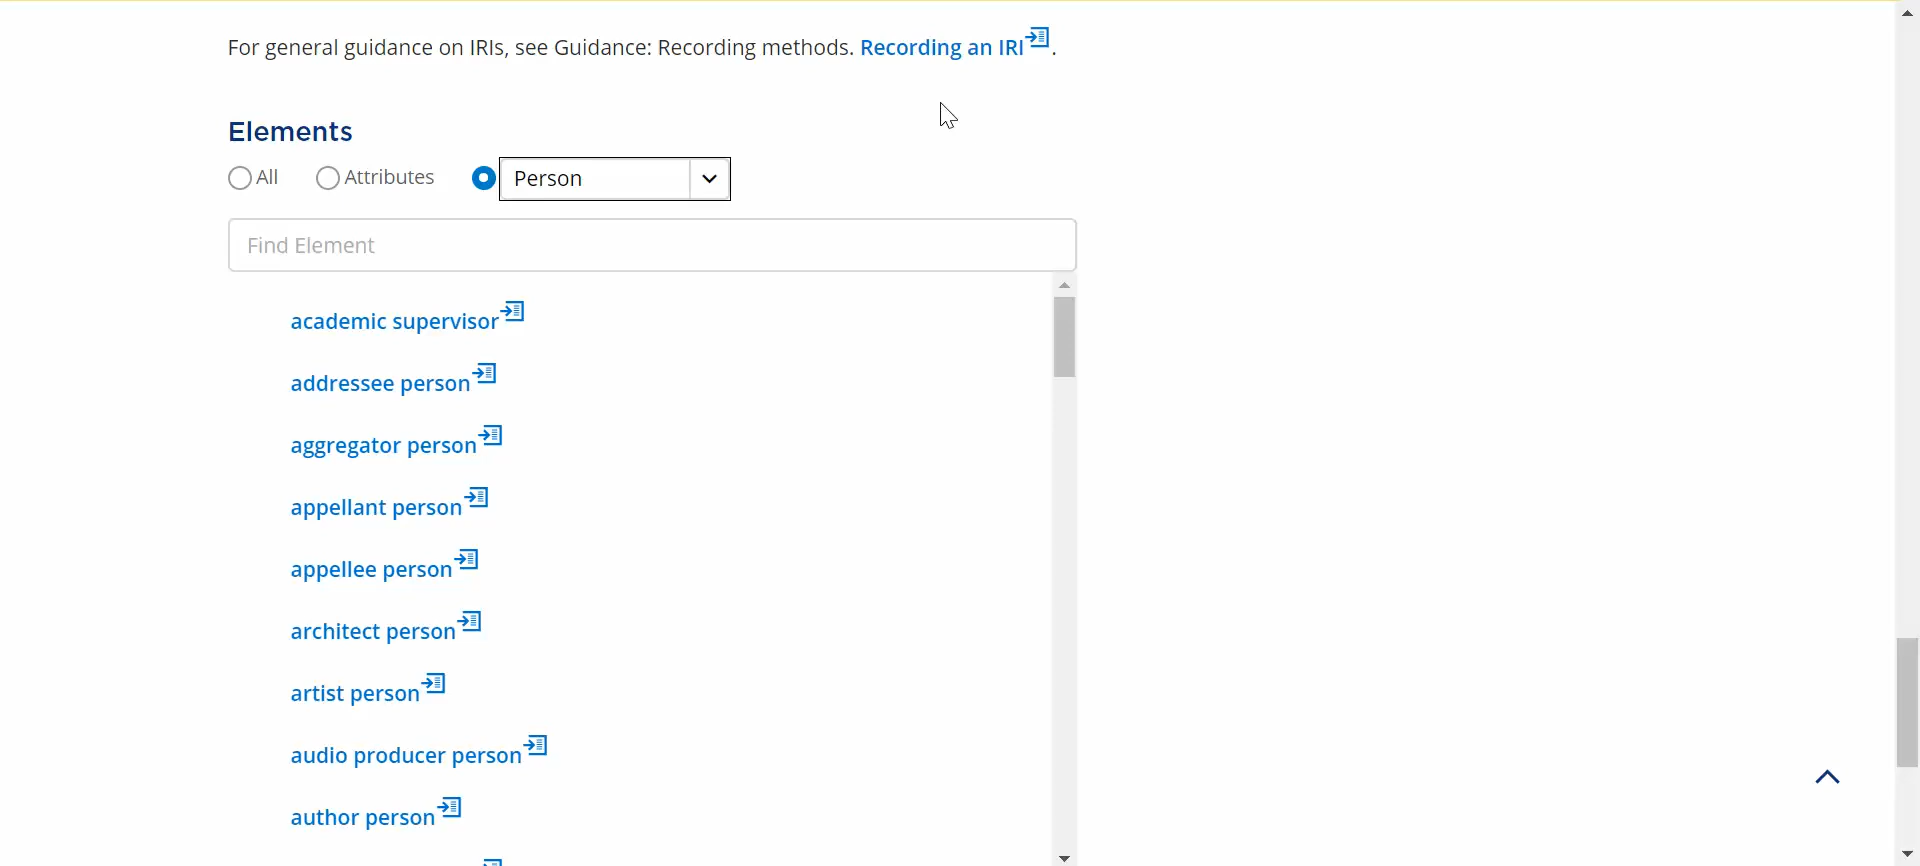 For general guidance on IRIs, see Guidance: Recording methods. Recording an IRI.
Elements
All Attributes Person
Find Element
academic supervisor
addressee person
aggregator person
appellant person
appellee person
architect person
artist person
audio producer person
author person